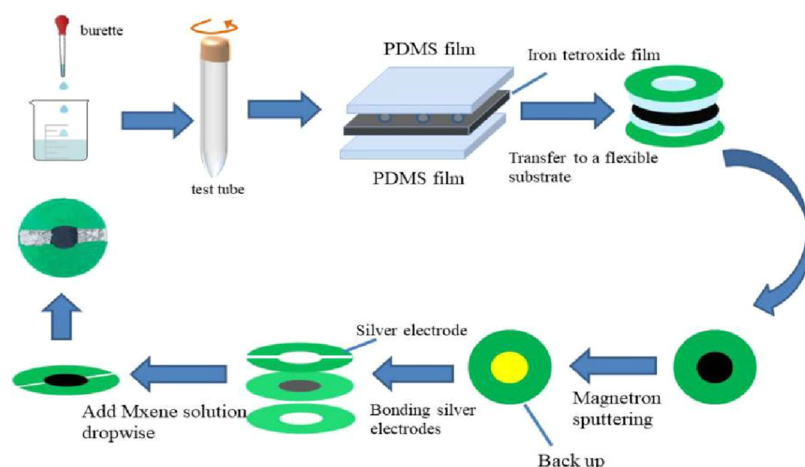 burette
test tube
PDMS film
Iron tetroxide film
PDMS film
Transfer to a flexible
substrate
Magnetron
sputtering
Back up
Silver electrode
Bonding silver
electrodes
Add Mxene solution
dropwise